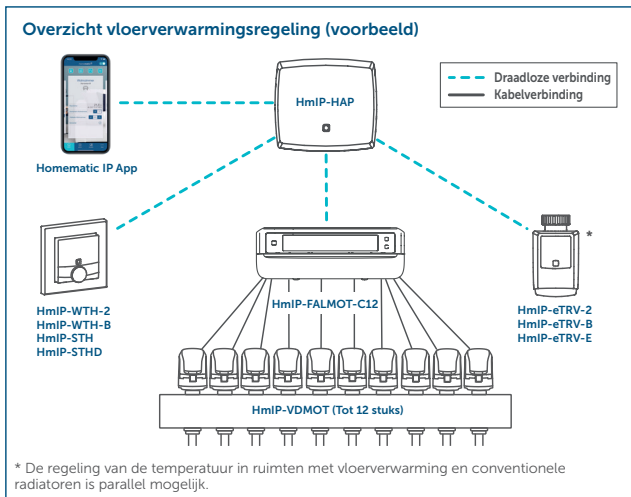 Overzicht vloerverwarmingsregeling (voorbeeld)
HmIP-HAP
Draadloze verbinding
Kabelverbinding
Homematic IP App
*
HmIP-WTH-2
HmIP-WTH-B
HmIP-STH
HmIP-STHD
HmIP-FALMOT-C12
HmIP-eTRV-2
HmIP-eTRV-B
HmIP-eTRV-E
HmIP-VDMOT (Tot 12 stuks)
* De regeling van de temperatuur in ruimten met vloerverwarming en conventionele
radiatoren is parallel mogelijk.